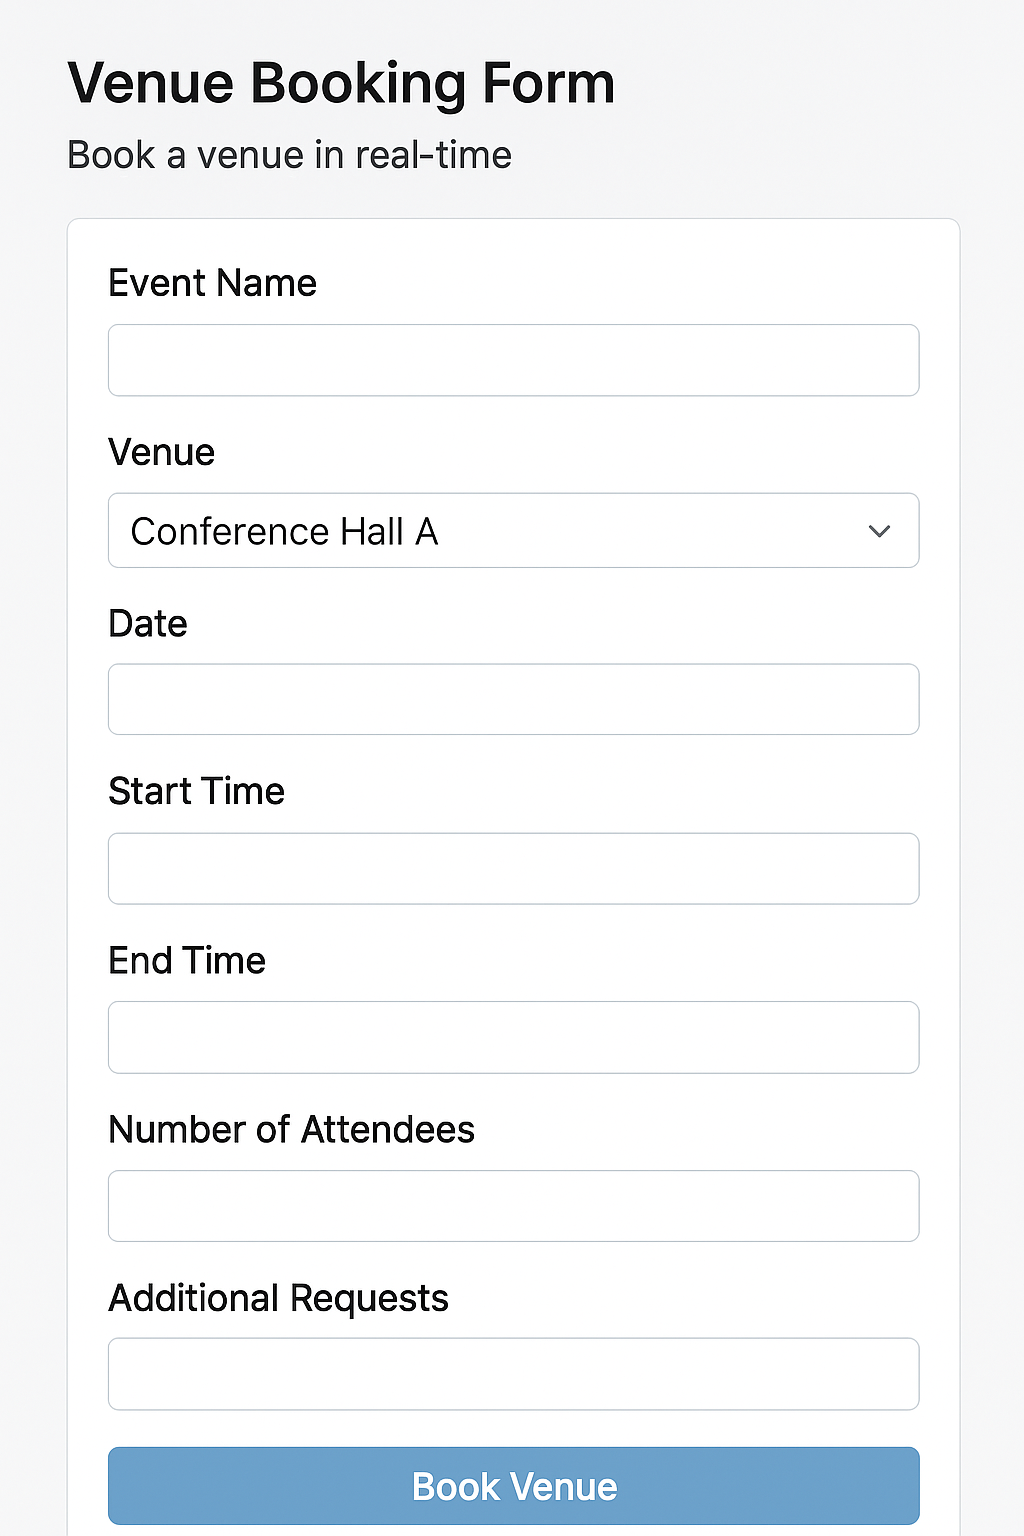 Venue Booking Form
Book a venue in real-time
Event Name
Venue
Conference Hall A
Date
Start Time
End Time
Number of Attendees
Additional Requests
Book Venue